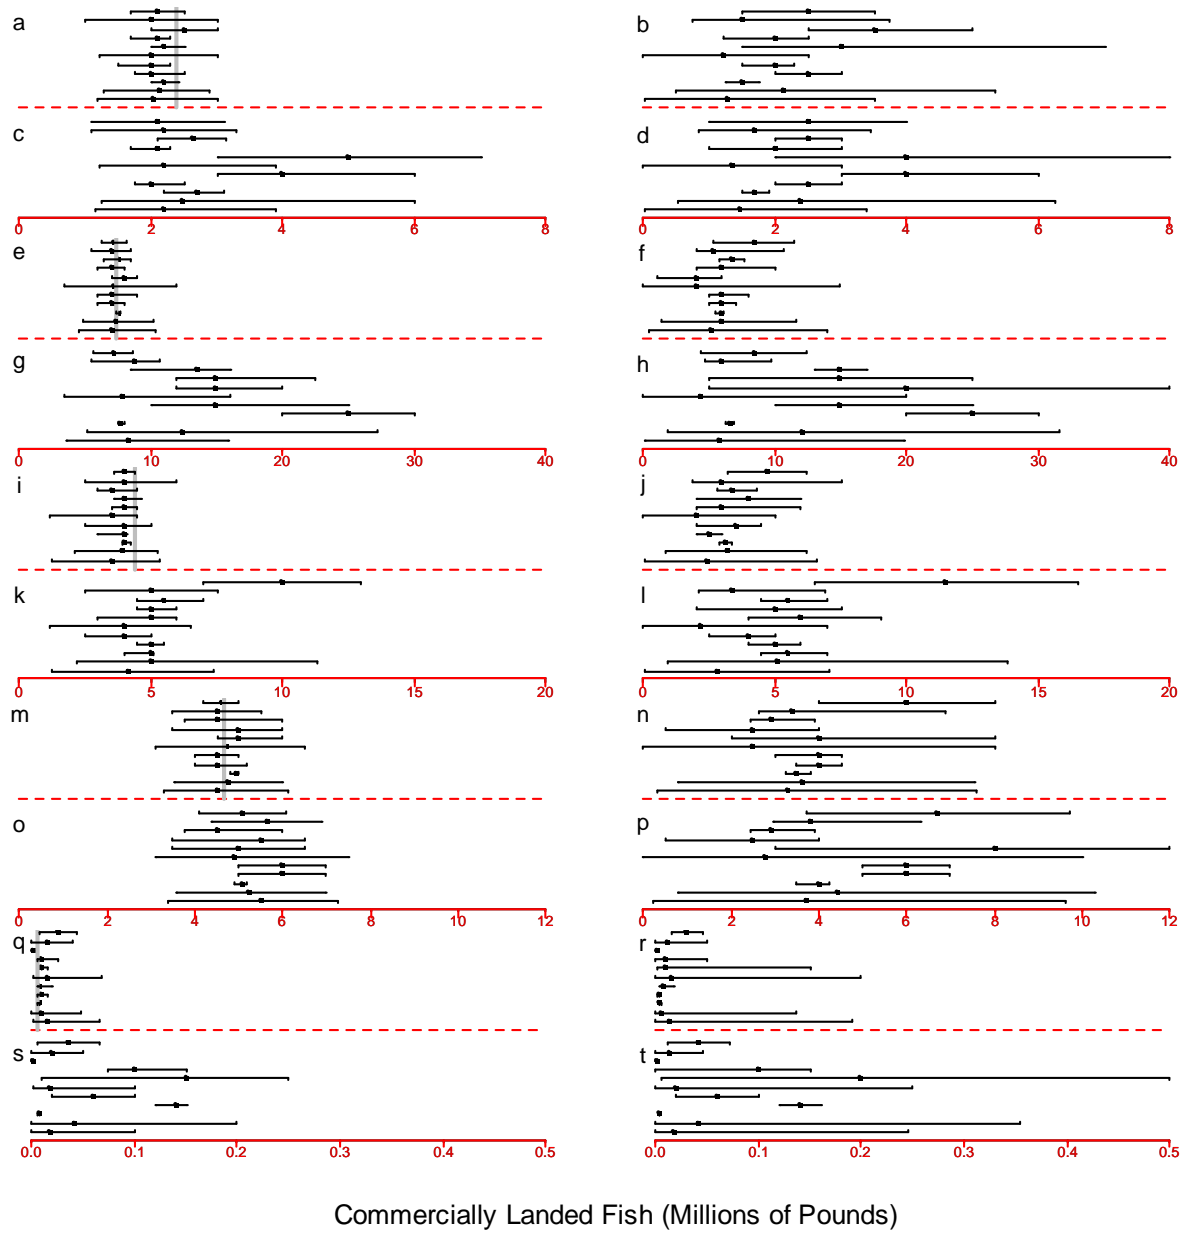 a b
c d
0 2 4 6 8 0 2 4 6 8
e f
g h
0 10 20 30 40 0 10 20 30 40
i j
k l
0 5 10 15 20 0 5 10 15 20
m n
o p
0 2 4 6 8 10 12 0 2 4 6 8 10 12
q r
s t
0.0 0.1 0.2 0.3 0.4 0.5 0.0 0.1 0.2 0.3 0.4 0.5
Commercially Landed Fish (Millions of Pounds)